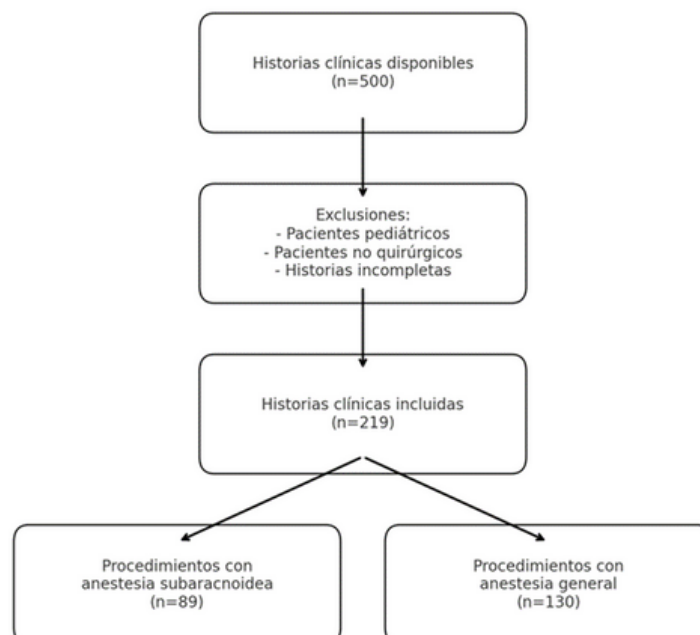 Historias clínicas disponibles
(n=500)
Exclusiones:
- Pacientes pediátricos
- Pacientes no quirúrgicos
- Historias incompletas
Historias clínicas incluidas
(n=219)
Procedimientos con
anestesia subaracnoidea
(n=89)
Procedimientos con
anestesia general
(n=130)